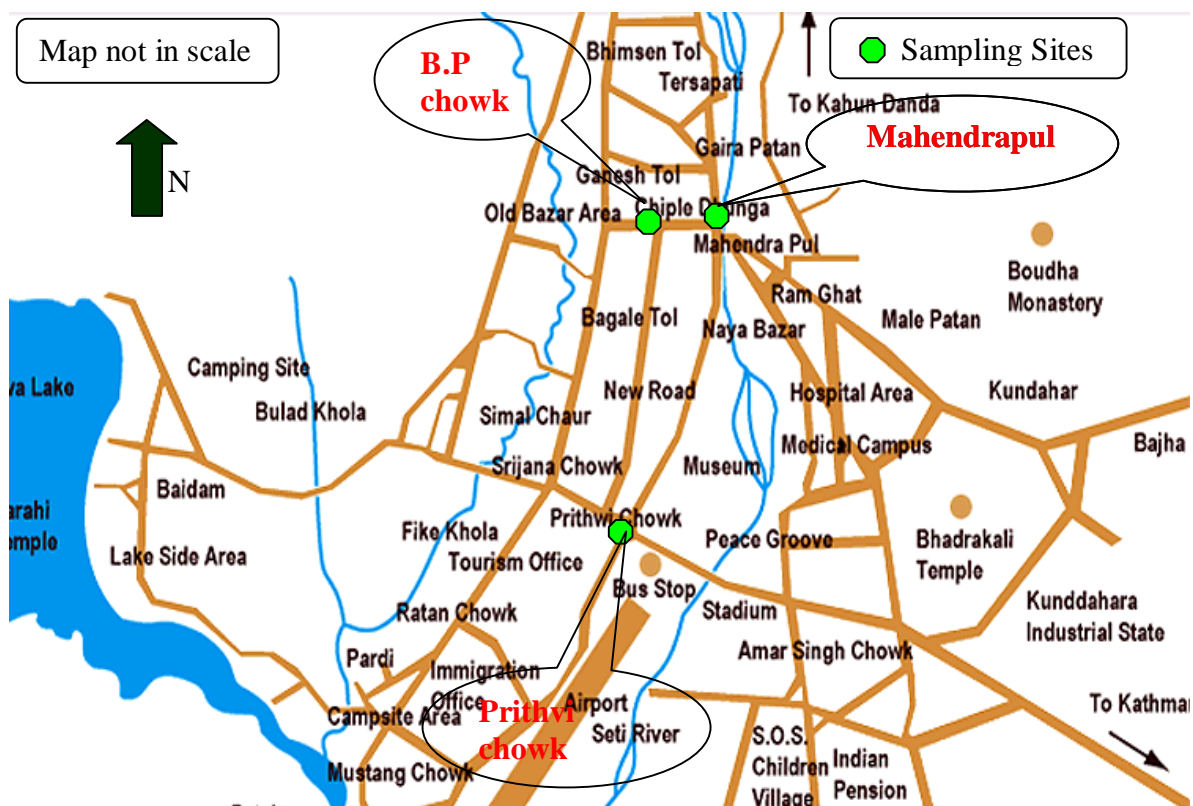 Map not in scale
B.P
chowk
Bhimsen Tol
Tersapati
Sampling Sites
To Kahun Danda
Mahendrapul
N
Gaira Patan
Ganesh Tol
Old Bazar Area
Chiple Dhunga
Mahendra Pul
Boudha
Monastery
Ram Ghat
Male Patan
Bagale Tol
Naya Bazar
Camping Site
Bulad Khola
wa Lake
New Road
Hospital Area
Kundahar
Simal Chaur
Medical Campus
Bajha
Srijana Chowk
Museum
Baidam
arahi
emple
Prithwi Chowk
Fike Khola
Peace Groove
Bhadrakali
Temple
Lake Side Area
Tourism Office
Bus Stop
Stadium
Kunddahara
Industrial State
Ratan Chowk
Amar Singh Chowk
Pardi
Immigration
Office
Prithvi
chowk
Airport
Seti River
To Kathmar
Campsite Area
S.O.S.
Children
Village
Indian
Pension
Mustang Chowk